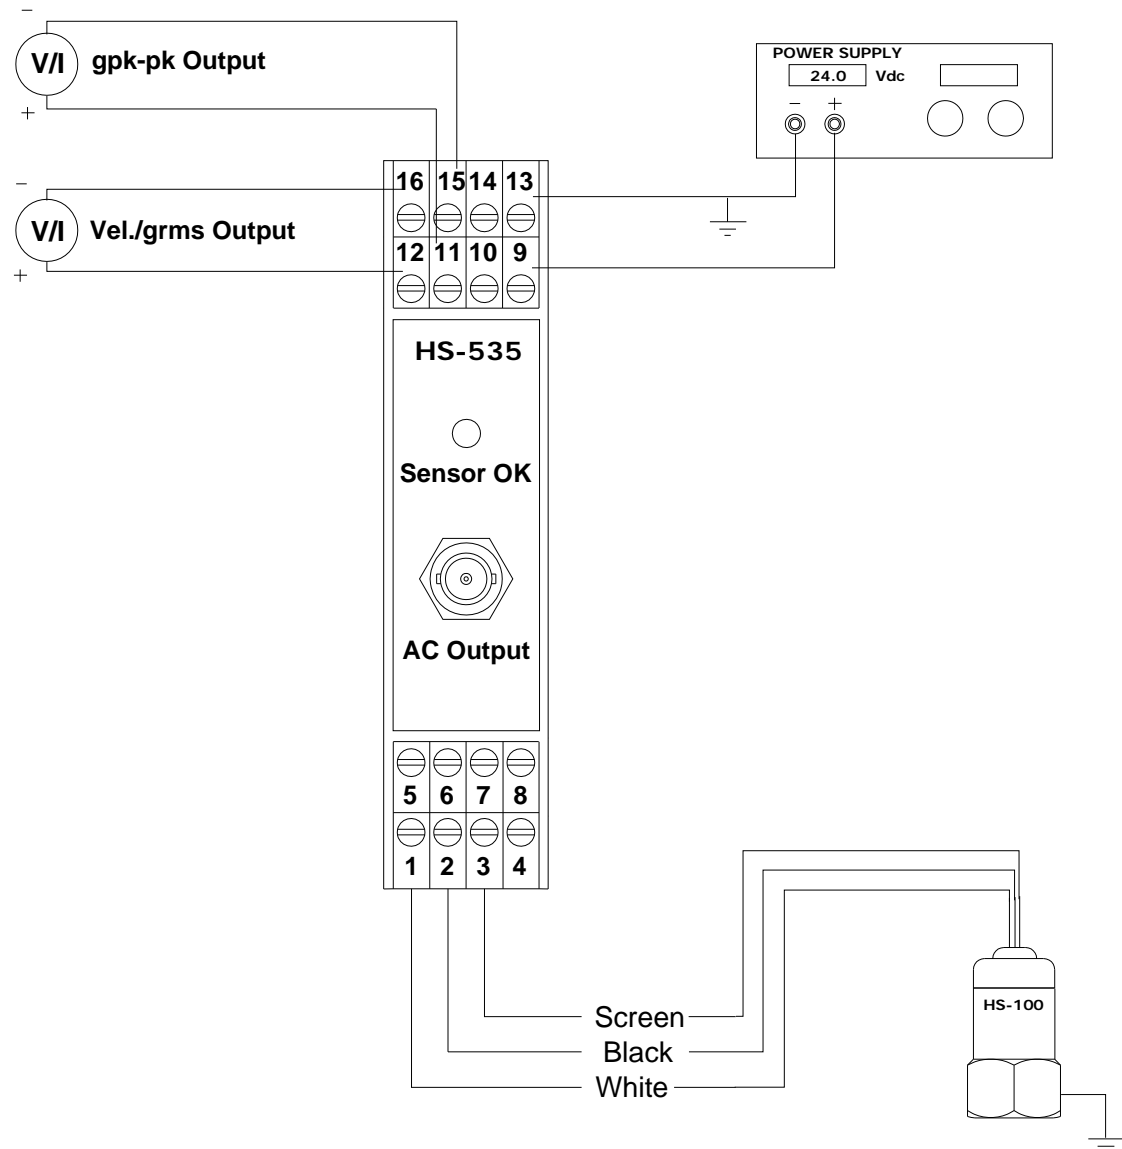 −
V/I gpk-pk Output
+
POWER SUPPLY
24.0 Vdc
− +
16 15 14 13
−
V/I Vel./grms Output
+
12 11 10 9
HS-535
Sensor OK
AC Output
5 6 7 8
1 2 3 4
HS-100
Screen
Black
White